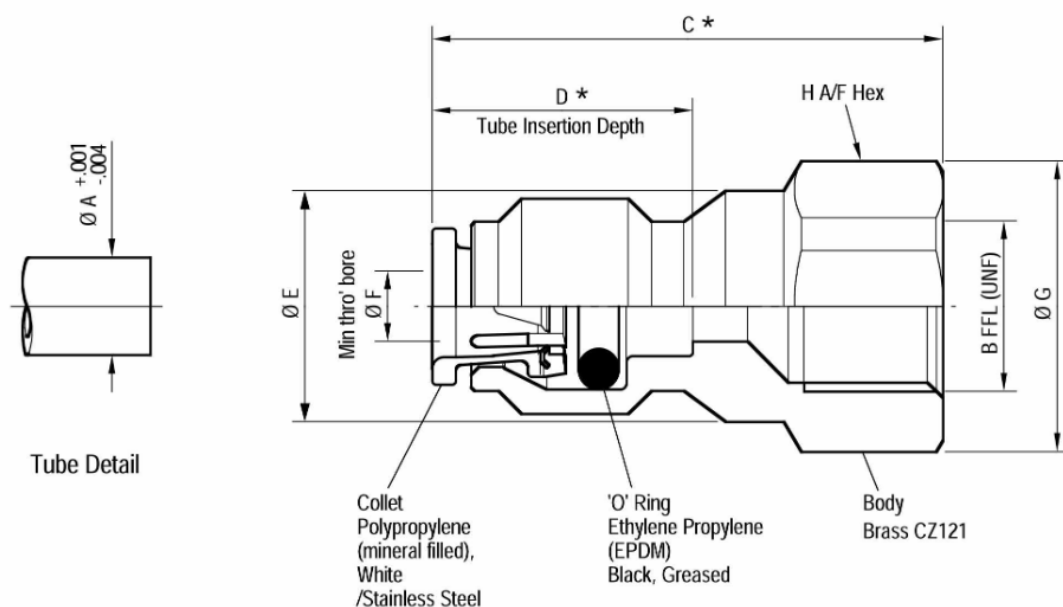 C *
D *
Tube Insertion Depth
H A/F Hex
Ø A +.001
-.004
Ø E
Min thro' bore
Ø F
B FFL (UNF)
Ø G
Tube Detail
Collet
Polypropylene
(mineral filled),
White
/Stainless Steel
'O' Ring
Ethylene Propylene
(EPDM)
Black, Greased
Body
Brass CZ121